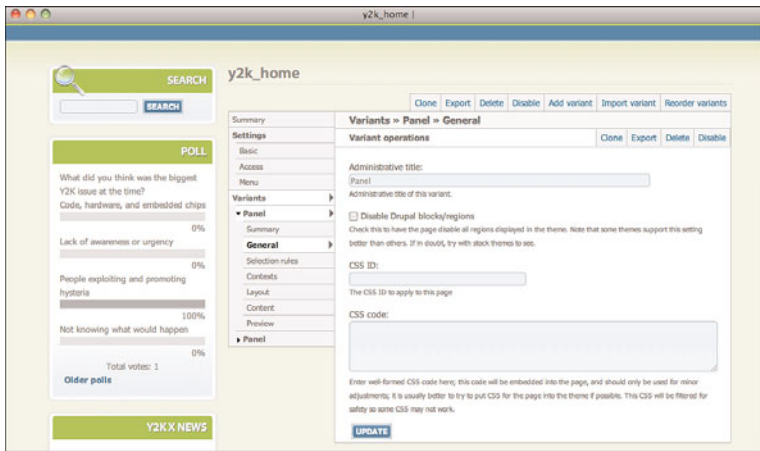 y2k_home |
SEARCH
SEARCH
POLL
What did you think was the biggest
Y2K issue at the time?
Code, hardware, and embedded chips
0%
Lack of awareness or urgency
0%
People exploiting and promoting
hysteria
100%
Not knowing what would happen
0%
Total votes: 1
Older polls
Y2K X NEWS
y2k_home
Clone Export Delete Disable Add variant Import variant Reorder variants
Summary
Settings
Basic
Access
Menu
Variants
Panel
Summary
General
Selection rules
Contexts
Layout
Content
Preview
Panel
Variants » Panel » General
Variant operations
Clone Export Delete Disable
Administrative title:
Panel
Administrative title of this variant.
Disable Drupal blocks/regions
Check this to have the page disable all regions displayed in the theme. Note that some themes support this setting
better than others. If in doubt, try with stock themes to see.
CSS ID:
The CSS ID to apply to this page
CSS code:
Enter well-formed CSS code here; this code will be embedded into the page, and should only be used for minor
adjustments; it is usually better to try to put CSS for the page into the theme if possible. This CSS will be filtered for
safety so some CSS may not work.
UPDATE